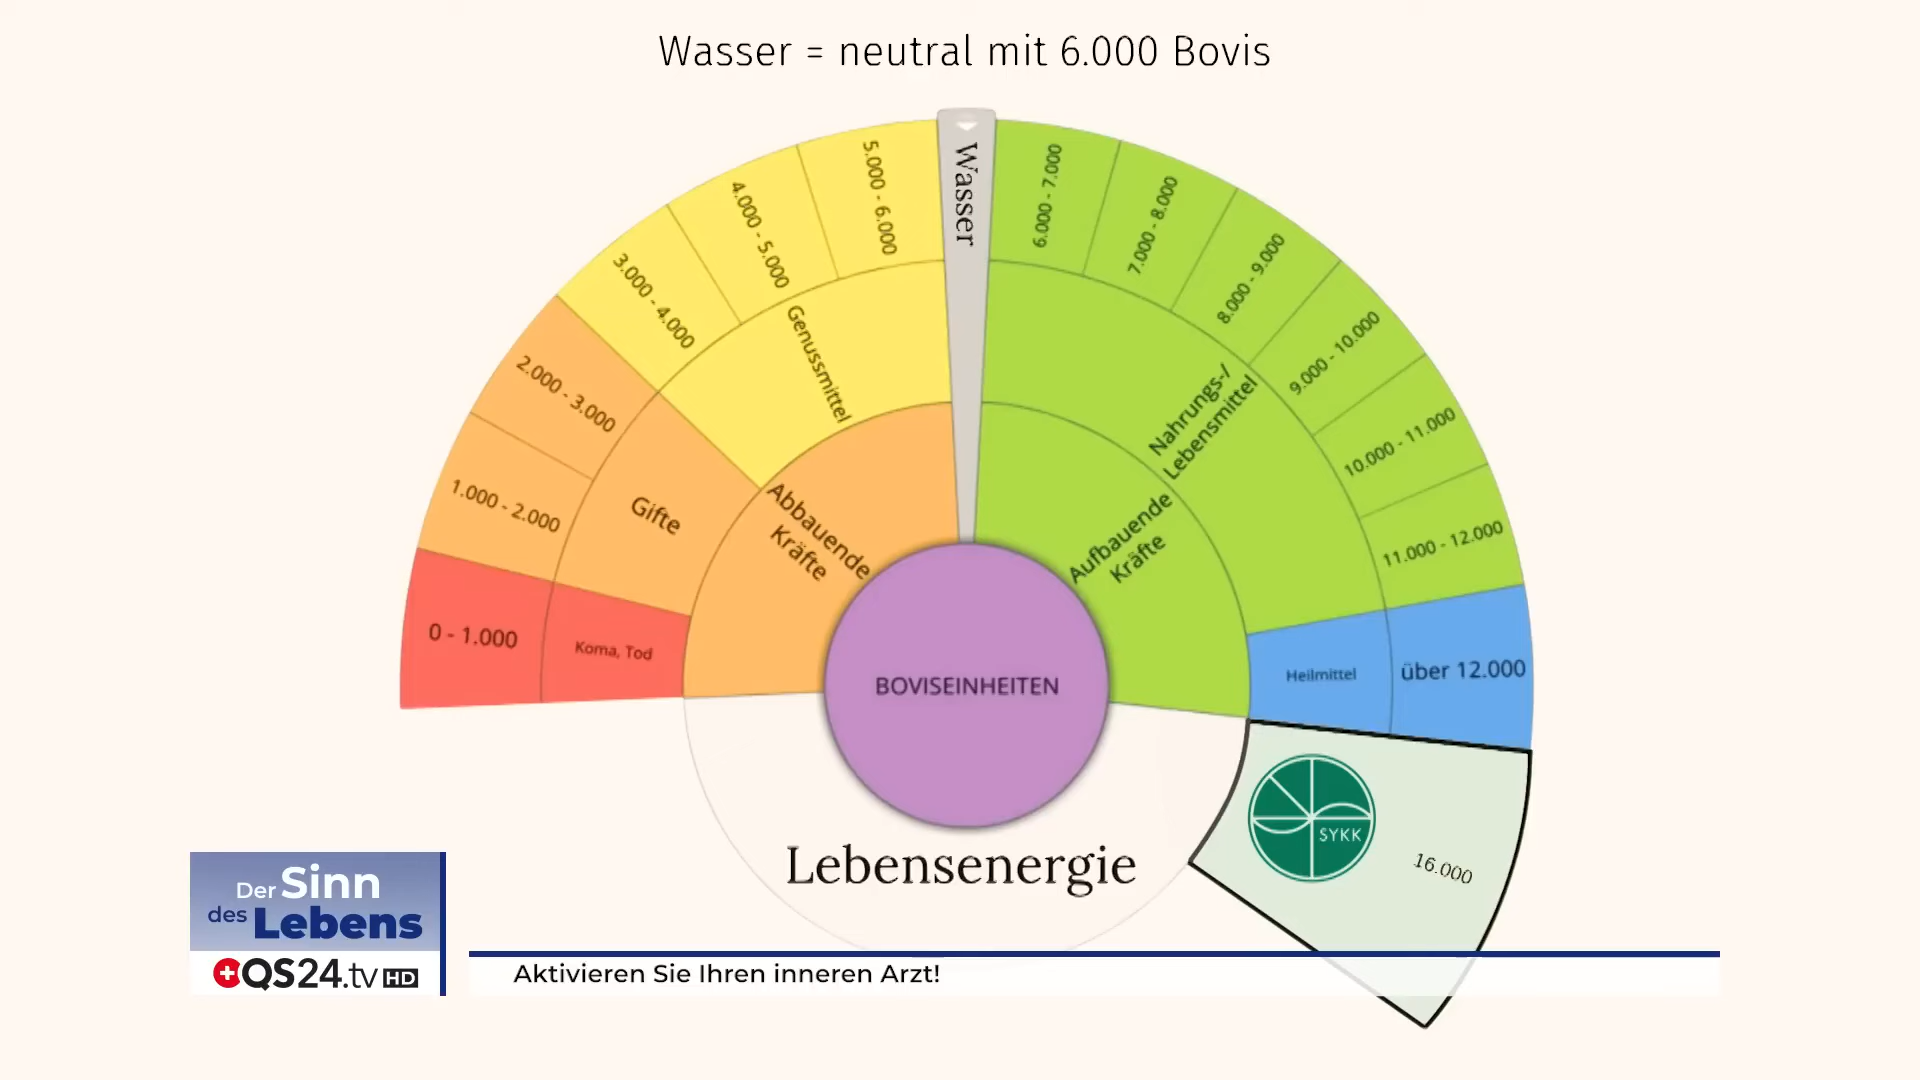 Wasser = neutral mit 6.000 Bovis
Wasser
0 - 1.000
1.000 - 2.000
2.000 - 3.000
3.000 - 4.000
4.000 - 5.000
5.000 - 6.000
6.000 - 7.000
7.000 - 8.000
8.000 - 9.000
9.000 - 10.000
10.000 - 11.000
11.000 - 12.000
über 12.000
Koma, Tod
Gifte
Genussmittel
Nahrungs-/
Lebensmittel
Heilmittel
Abbauende
Kräfte
Aufbauende
Kräfte
BOVISEINHEITEN
SYKK
16.000
Lebensenergie
Der Sinn
des Lebens
QS24.tv HD
Aktivieren Sie Ihren inneren Arzt!